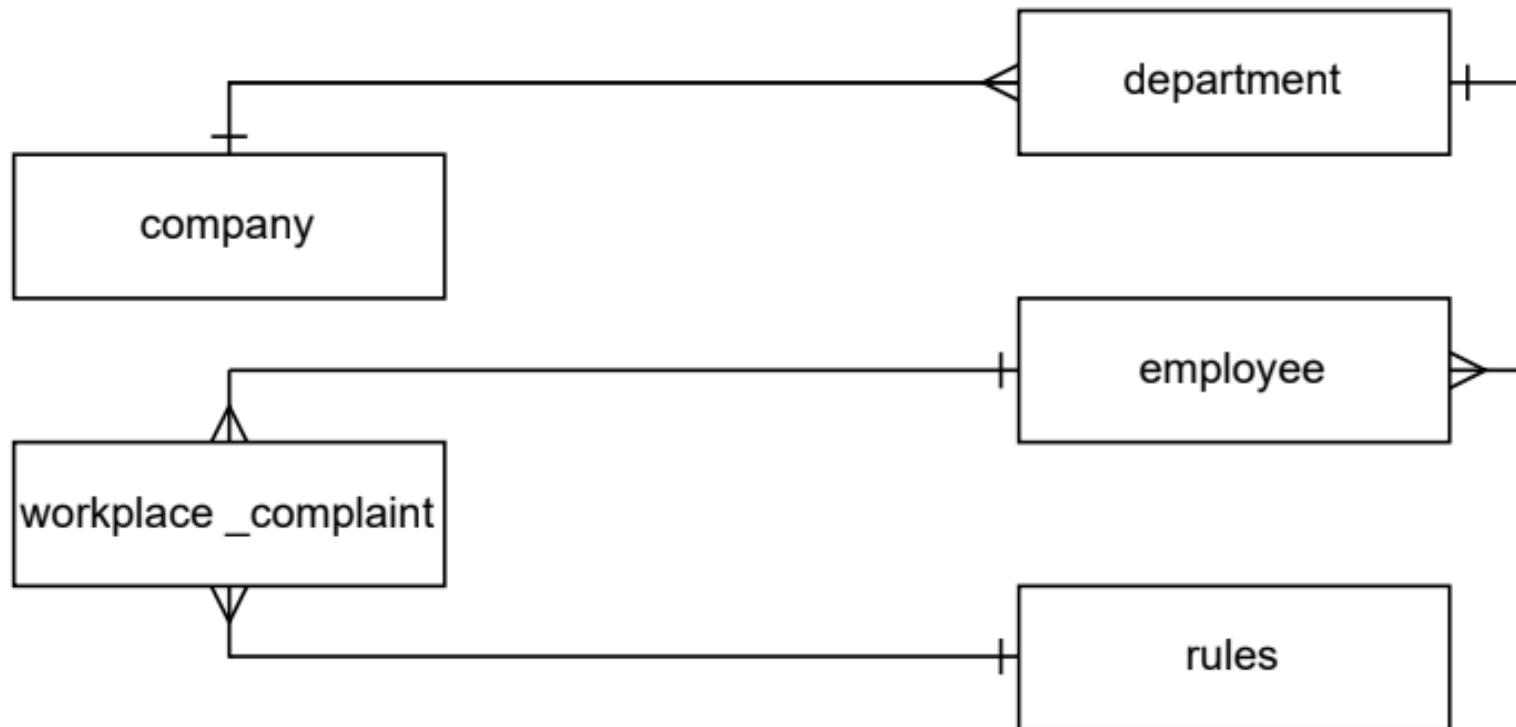 department
company
employee
workplace _complaint
rules